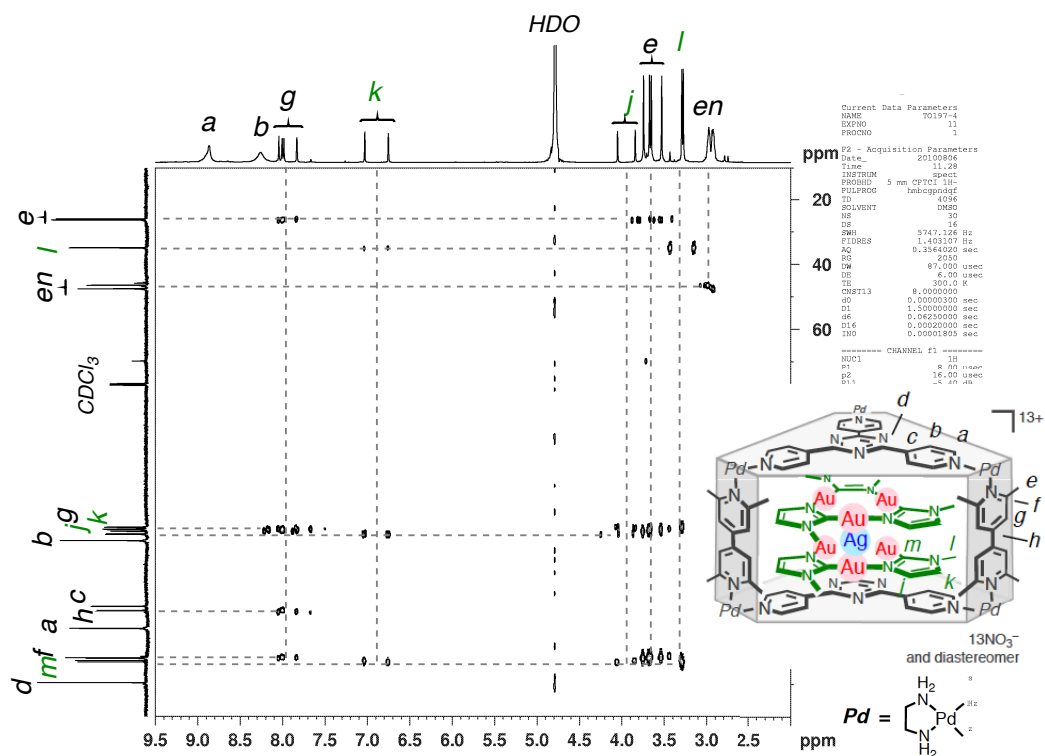 HDO
a
b
g
k
j
e
l
en
ppm
20
40
60
e
l
en
CDCl3
g
j k
b
c
h
a
f
m
d
9.5 9.0 8.5 8.0 7.5 7.0 6.5 6.0 5.5 5.0 4.5 4.0 3.5 3.0 2.5 ppm
Current Data Parameters
NAME TO197-4
EXPNO 11
PROCNO 1
F2 - Acquisition Parameters
Date_ 20100806
Time 11.28
INSTRUM spect
PROBHD 5 mm CPTCI 1H-
PULPROG hmbcgpndqf
TD 4096
SOLVENT DMSO
NS 30
DS 16
SWH 5747.126 Hz
FIDRES 1.403107 Hz
AQ 0.3564020 sec
RG 2050
DW 87.000 usec
DE 6.00 usec
TE 300.0 K
CNST13 8.0000000
d0 0.00000300 sec
D1 1.50000000 sec
d6 0.06250000 sec
D16 0.00020000 sec
IN0 0.00001805 sec
======== CHANNEL f1 ========
NUC1 1H
P1 8.00 usec
p2 16.00 usec
PL1 -5.40 dB
Pd
N
N N
N
d
c b a
13+
Pd N
N Pd
N N
Au Au
Au
Ag
Au Au
Au
N N
m l
k
j
e
f
g
h
Pd N
N Pd
13NO3−
and diastereomer
H2
N
Pd = Pd
N
H2
Hz